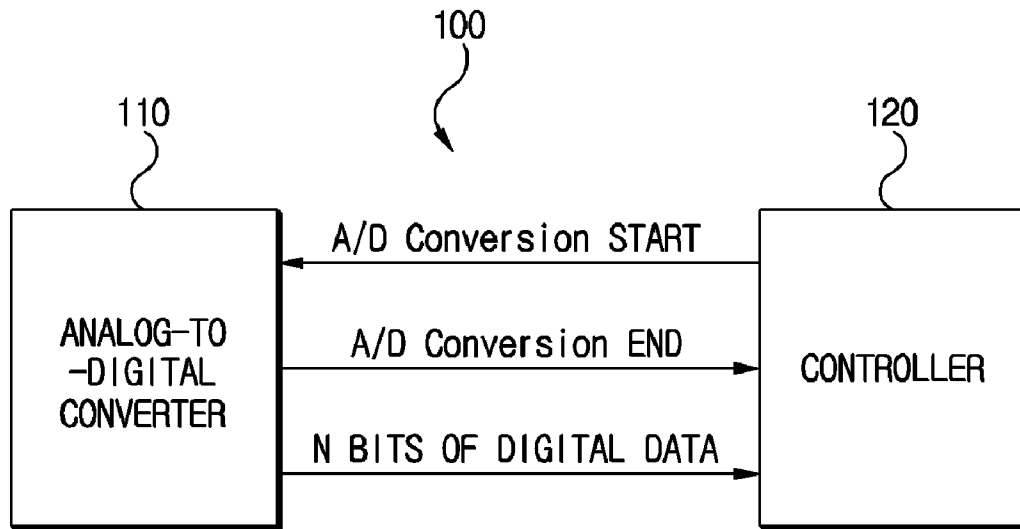 100
110
120
A/D Conversion START
ANALOG-TO
-DIGITAL
CONVERTER
A/D Conversion END
CONTROLLER
N BITS OF DIGITAL DATA